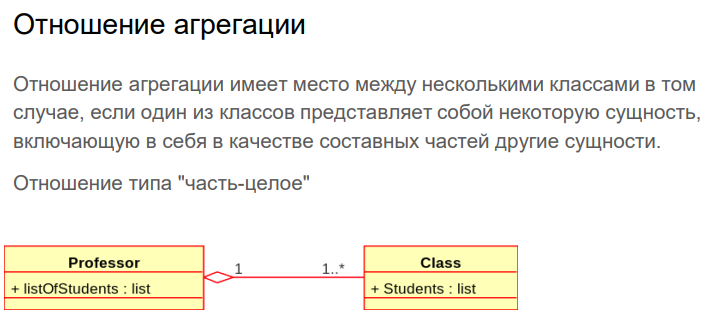 Отношение агрегации
Отношение агрегации имеет место между несколькими классами в том
случае, если один из классов представляет собой некоторую сущность,
включающую в себя в качестве составных частей другие сущности.
Отношение типа "часть-целое"
Professor
+ listOfStudents : list
1
1..*
Class
+ Students : list